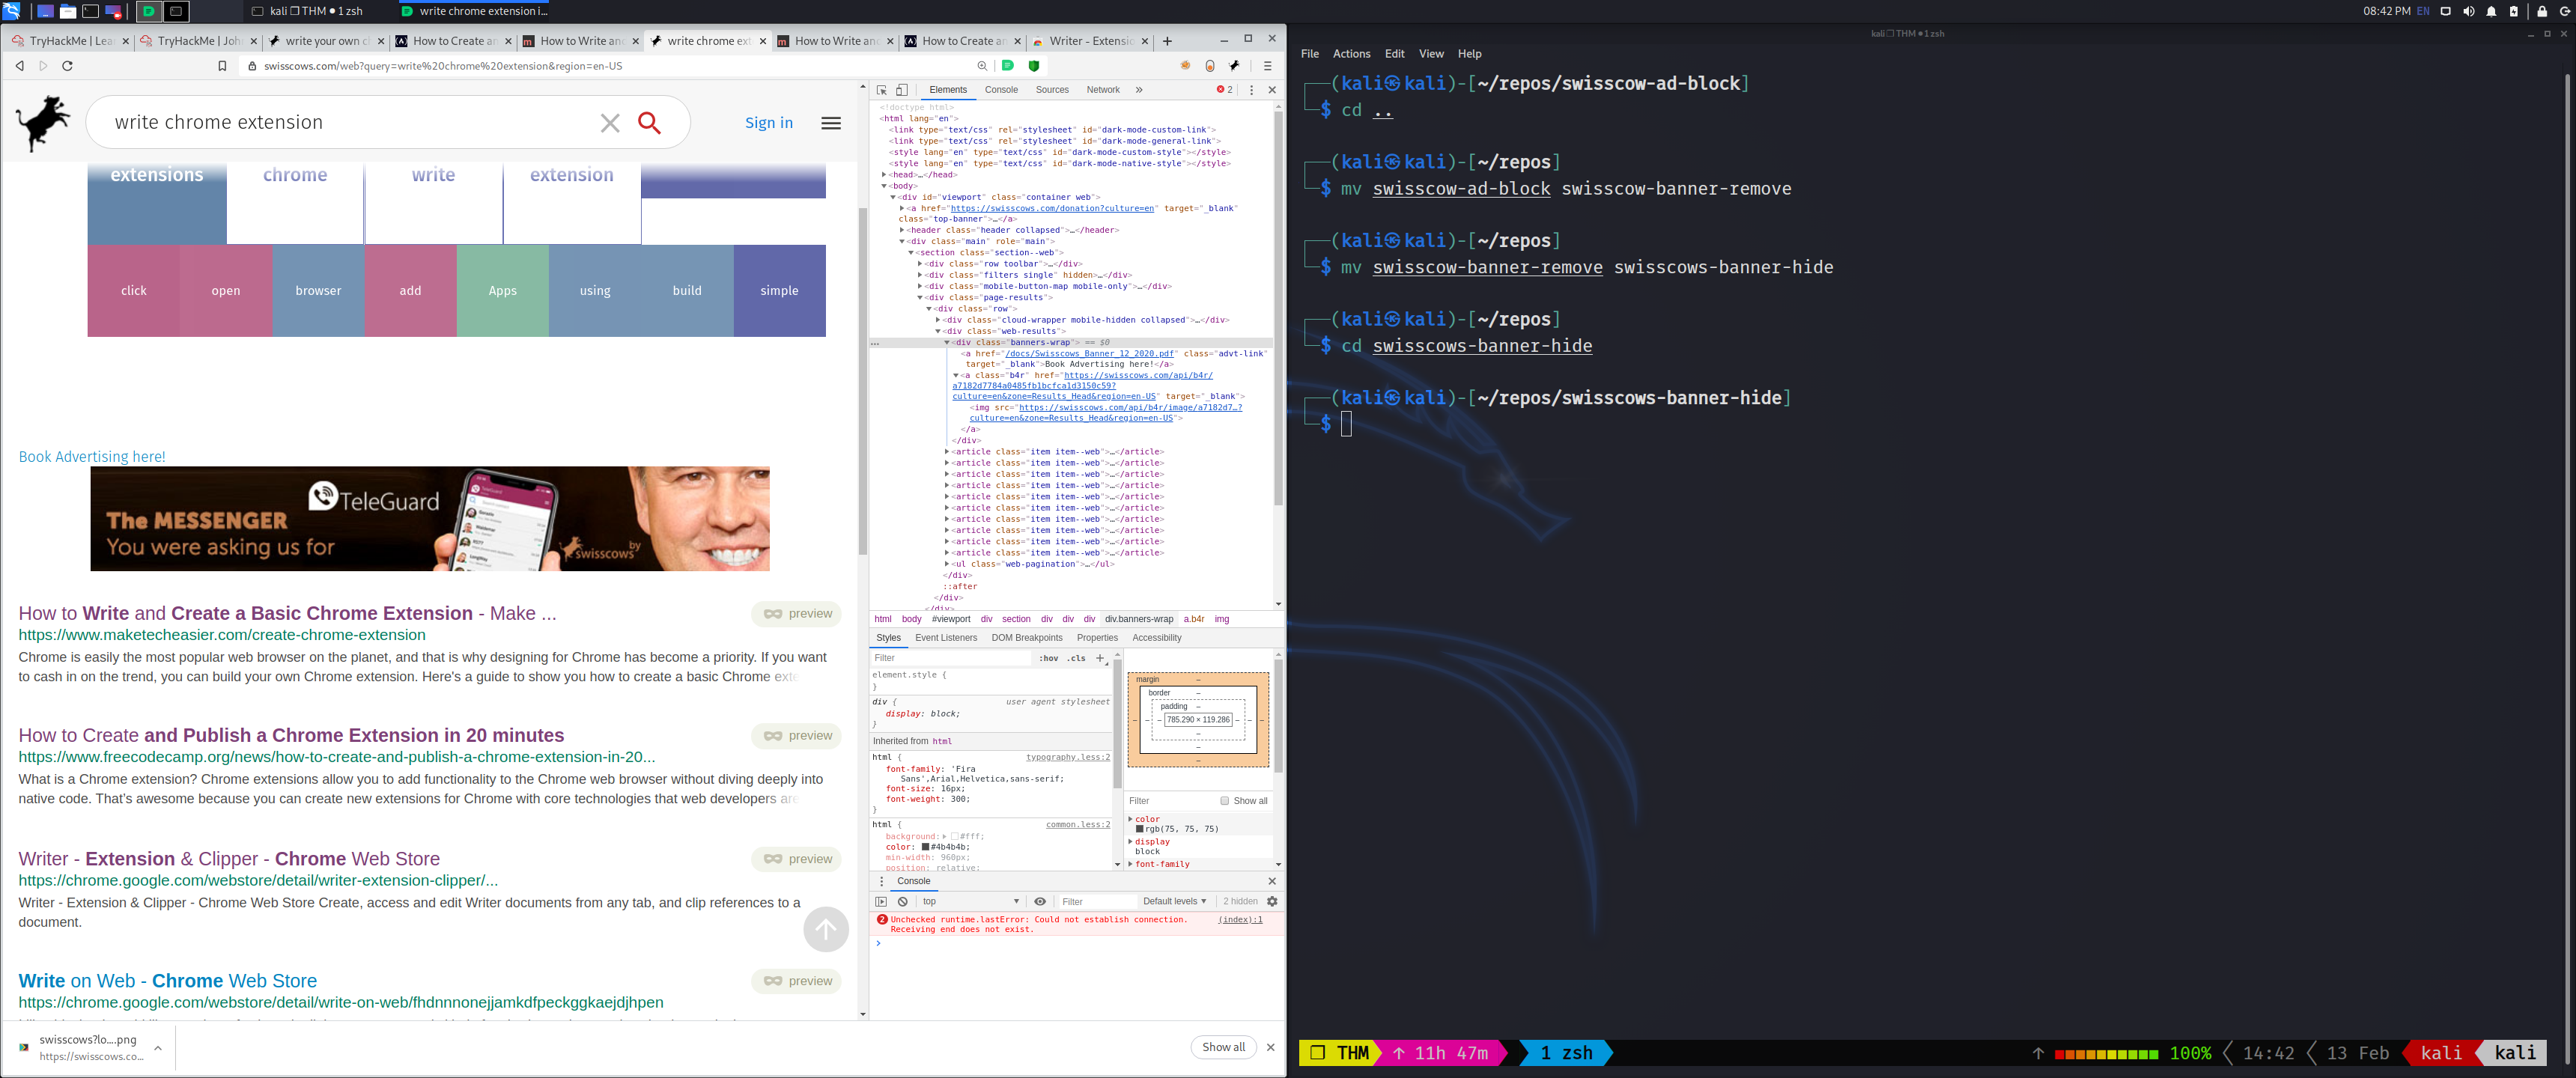 kali ❐ THM ● 1 zsh
write chrome extension i...
08:42 PM EN
TryHackMe | Lea
TryHackMe | Joh
write your own c
How to Create an
How to Write and
write chrome ext
How to Write and
How to Create an
Writer - Extensio
swisscows.com/web?query=write%20chrome%20extension&region=en-US
write chrome extension
Sign in
extensions chrome write extension
click open browser add Apps using build simple
Book Advertising here!
TeleGuard
The MESSENGER
You were asking us for
by
swisscows
How to Write and Create a Basic Chrome Extension - Make ...
preview
https://www.maketecheasier.com/create-chrome-extension
Chrome is easily the most popular web browser on the planet, and that is why designing for Chrome has become a priority. If you want
to cash in on the trend, you can build your own Chrome extension. Here's a guide to show you how to create a basic Chrome exte
How to Create and Publish a Chrome Extension in 20 minutes
preview
https://www.freecodecamp.org/news/how-to-create-and-publish-a-chrome-extension-in-20...
What is a Chrome extension? Chrome extensions allow you to add functionality to the Chrome web browser without diving deeply into
native code. That's awesome because you can create new extensions for Chrome with core technologies that web developers are
Writer - Extension & Clipper - Chrome Web Store
preview
https://chrome.google.com/webstore/detail/writer-extension-clipper/...
Writer - Extension & Clipper - Chrome Web Store Create, access and edit Writer documents from any tab, and clip references to a
document.
Write on Web - Chrome Web Store
preview
https://chrome.google.com/webstore/detail/write-on-web/fhdnnnonejjamkdfpeckggkaejdjhpen
swisscows?lo....png
https://swisscows.co...
Show all
Elements Console Sources Network » 2
<!doctype html>
<html lang="en">
<link type="text/css" rel="stylesheet" id="dark-mode-custom-link">
<link type="text/css" rel="stylesheet" id="dark-mode-general-link">
<style lang="en" type="text/css" id="dark-mode-custom-style"></style>
<style lang="en" type="text/css" id="dark-mode-native-style"></style>
<head>…</head>
<body>
<div id="viewport" class="container web">
<a href="https://swisscows.com/donation?culture=en" target="_blank"
class="top-banner">…</a>
<header class="header collapsed">…</header>
<div class="main" role="main">
<section class="section--web">
<div class="row toolbar">…</div>
<div class="filters single" hidden>…</div>
<div class="mobile-button-map mobile-only">…</div>
<div class="page-results">
<div class="row">
<div class="cloud-wrapper mobile-hidden collapsed">…</div>
<div class="web-results">
<div class="banners-wrap"> == $0
<a href="/docs/Swisscows_Banner_12_2020.pdf" class="advt-link"
target="_blank">Book Advertising here!</a>
<a class="b4r" href="https://swisscows.com/api/b4r/
a7182d7784a0485fb1bcfca1d3150c59?
culture=en&zone=Results_Head&region=en-US" target="_blank">
<img src="https://swisscows.com/api/b4r/image/a7182d7…?
culture=en&zone=Results_Head&region=en-US">
</a>
</div>
<article class="item item--web">…</article>
<article class="item item--web">…</article>
<article class="item item--web">…</article>
<article class="item item--web">…</article>
<article class="item item--web">…</article>
<article class="item item--web">…</article>
<article class="item item--web">…</article>
<article class="item item--web">…</article>
<article class="item item--web">…</article>
<article class="item item--web">…</article>
<ul class="web-pagination">…</ul>
</div>
::after
</div>
</div>
html body #viewport div section div div div div.banners-wrap a.b4r img
Styles Event Listeners DOM Breakpoints Properties Accessibility
Filter :hov .cls +
element.style {
}
div { user agent stylesheet
display: block;
}
Inherited from html
html { typography.less:2
font-family: 'Fira
Sans',Arial,Helvetica,sans-serif;
font-size: 16px;
font-weight: 300;
}
html { common.less:2
background: #fff;
color: #4b4b4b;
min-width: 960px;
position: relative;
margin –
border –
padding –
785.290 × 119.286
Filter Show all
color
rgb(75, 75, 75)
display
block
font-family
Console
top Filter Default levels ▼ 2 hidden
2 Unchecked runtime.lastError: Could not establish connection. (index):1
Receiving end does not exist.
kali ❐ THM ● 1 zsh
File Actions Edit View Help
(kali㉿kali)-[~/repos/swisscow-ad-block]
$ cd ..
(kali㉿kali)-[~/repos]
$ mv swisscow-ad-block swisscow-banner-remove
(kali㉿kali)-[~/repos]
$ mv swisscow-banner-remove swisscows-banner-hide
(kali㉿kali)-[~/repos]
$ cd swisscows-banner-hide
(kali㉿kali)-[~/repos/swisscows-banner-hide]
$
❐ THM ↑ 11h 47m 1 zsh ↑ 100% 14:42 13 Feb kali kali